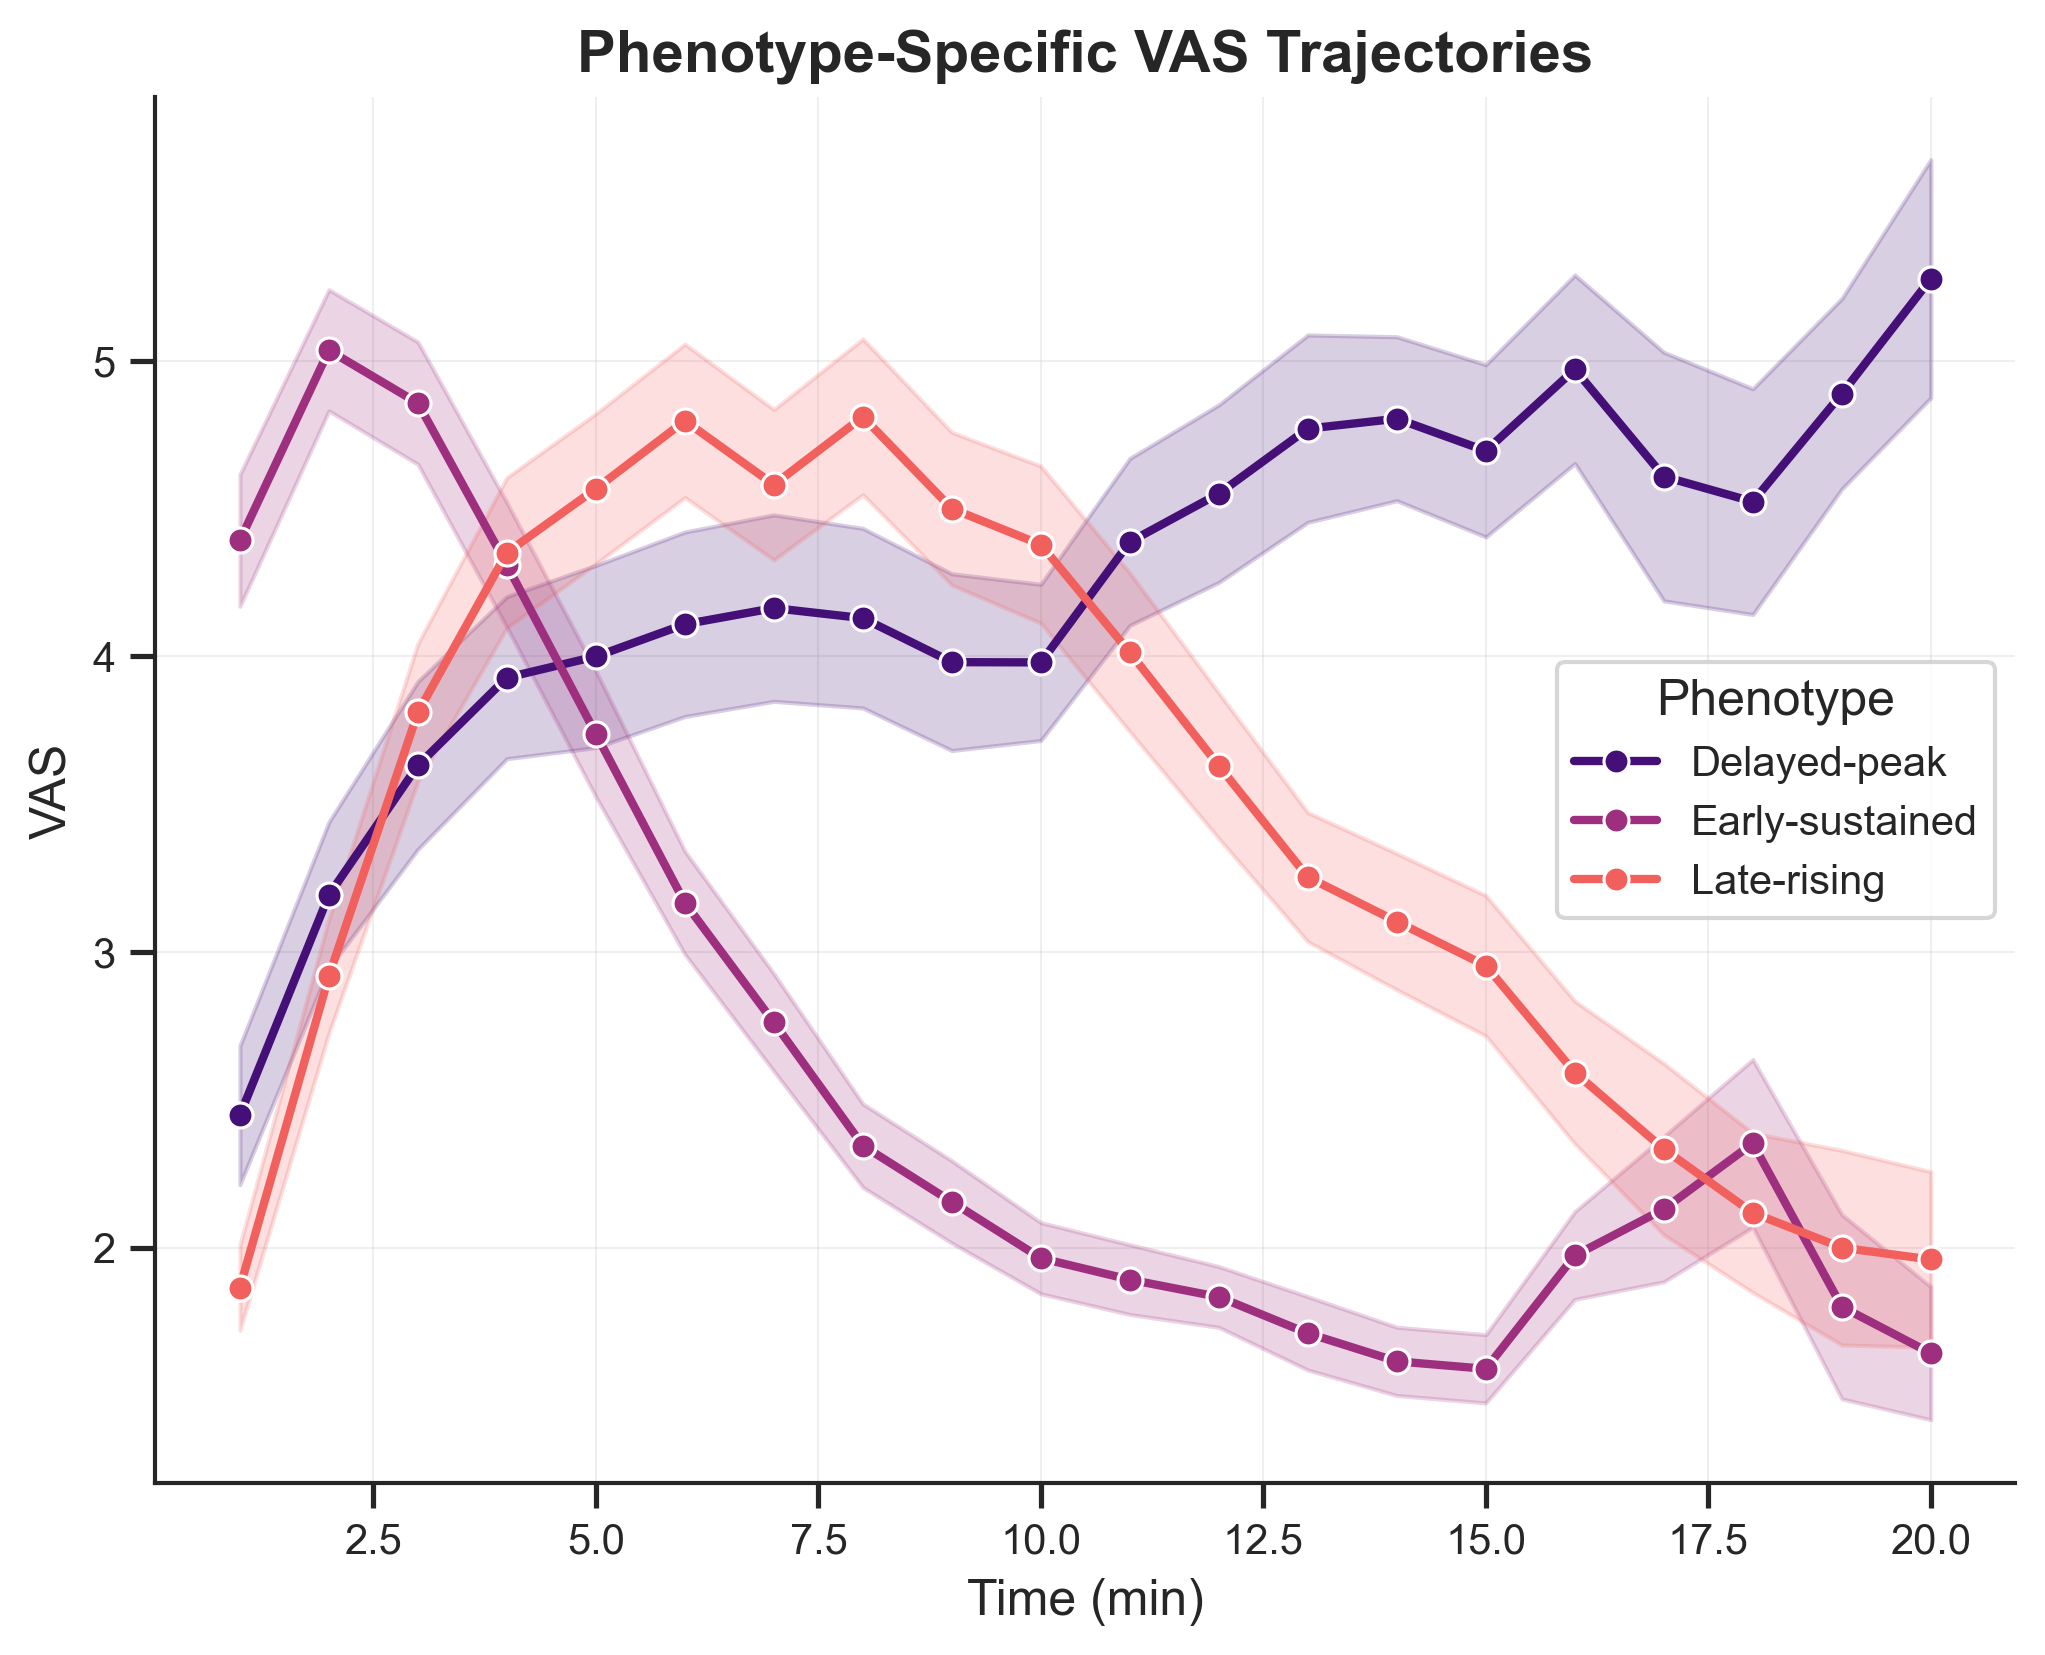 Phenotype-Specific VAS Trajectories
VAS
5
4
3
2
Phenotype
Delayed-peak
Early-sustained
Late-rising
2.5 5.0 7.5 10.0 12.5 15.0 17.5 20.0
Time (min)